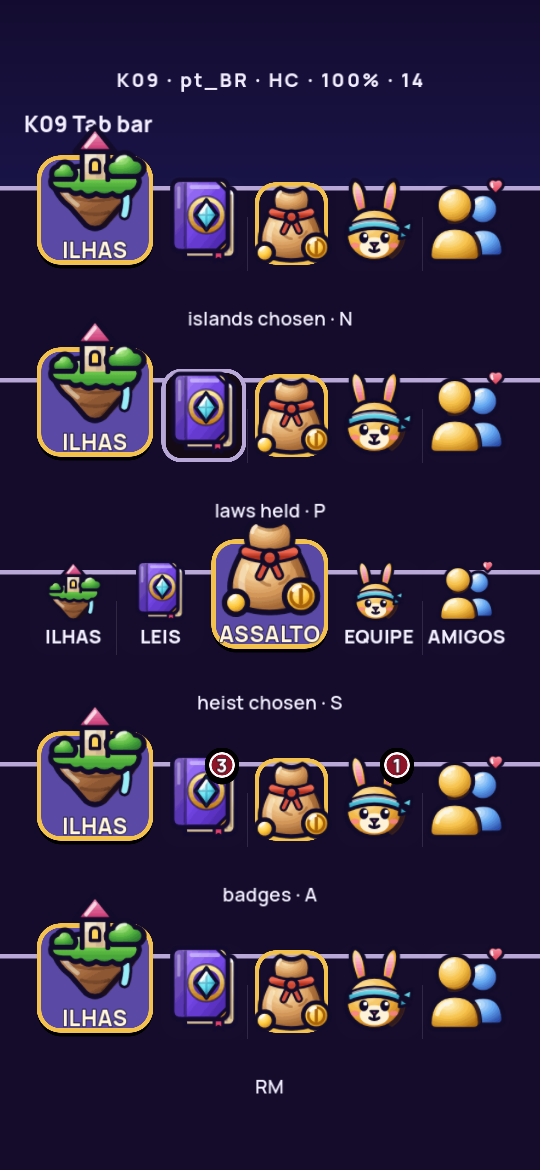 K09 · pt_BR · HC · 100% · 14
K09 Tab bar
ILHAS
islands chosen · N
ILHAS
laws held · P
ILHAS LEIS ASSALTO EQUIPE AMIGOS
heist chosen · S
3 1
ILHAS
badges · A
ILHAS
RM